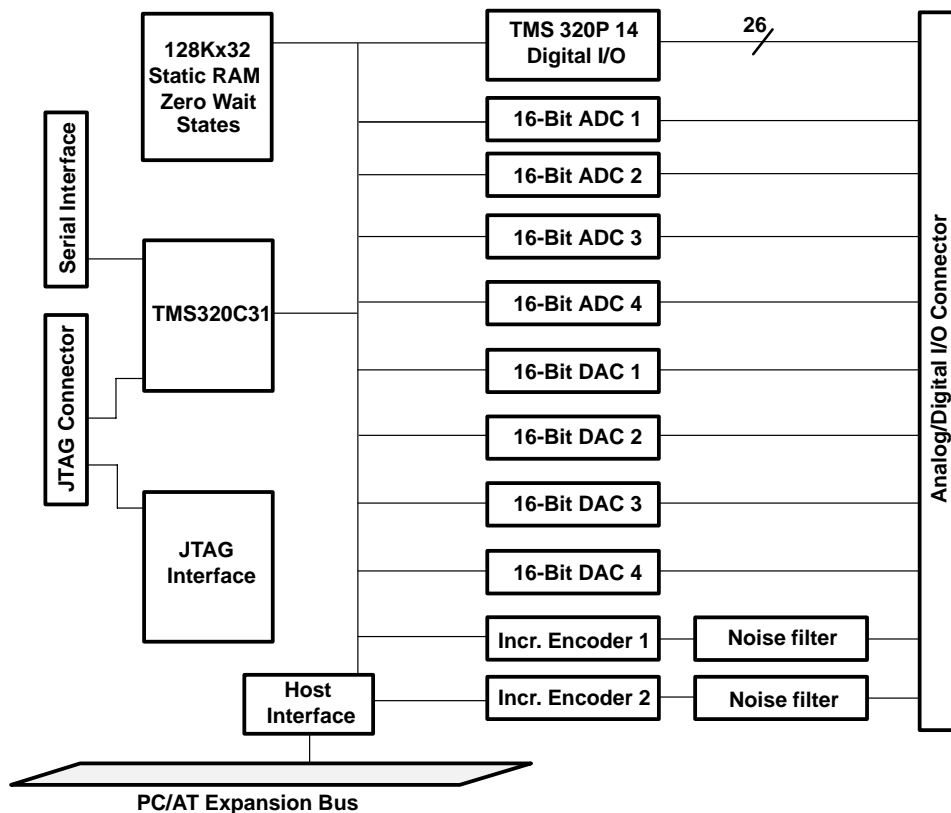 128Kx32
Static RAM
Zero Wait
States
TMS 320P 14
Digital I/O
26
16-Bit ADC 1
16-Bit ADC 2
16-Bit ADC 3
16-Bit ADC 4
16-Bit DAC 1
16-Bit DAC 2
16-Bit DAC 3
16-Bit DAC 4
Incr. Encoder 1
Noise filter
Incr. Encoder 2
Noise filter
Analog/Digital I/O Connector
Serial Interface
TMS320C31
JTAG Connector
JTAG
Interface
Host
Interface
PC/AT Expansion Bus